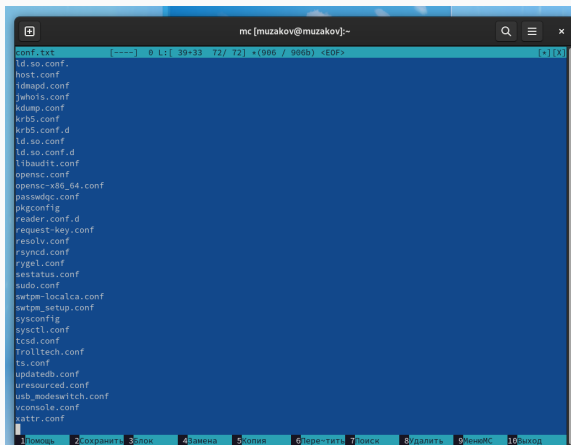 mc [muzakov@muzakov]:~
conf.txt [----] 0 L:[ 39+33 72/ 72] *(906 / 906b) <EOF> [*][X]
ld.so.conf.
host.conf
idmapd.conf
jwhois.conf
kdump.conf
krb5.conf
krb5.conf.d
ld.so.conf
ld.so.conf.d
libaudit.conf
opensc.conf
opensc-x86_64.conf
passwdqc.conf
pkgconfig
reader.conf.d
request-key.conf
resolv.conf
rsyncd.conf
rygel.conf
sestatus.conf
sudo.conf
swtpm-localca.conf
swtpm_setup.conf
sysconfig
sysctl.conf
tcsd.conf
Trolltech.conf
ts.conf
updatedb.conf
uresourced.conf
usb_modeswitch.conf
vconsole.conf
xattr.conf
1Помощь 2Сохранить 3Блок 4Замена 5Копия 6Пере~тить 7Поиск 8Удалить 9МенюMC 10Выход